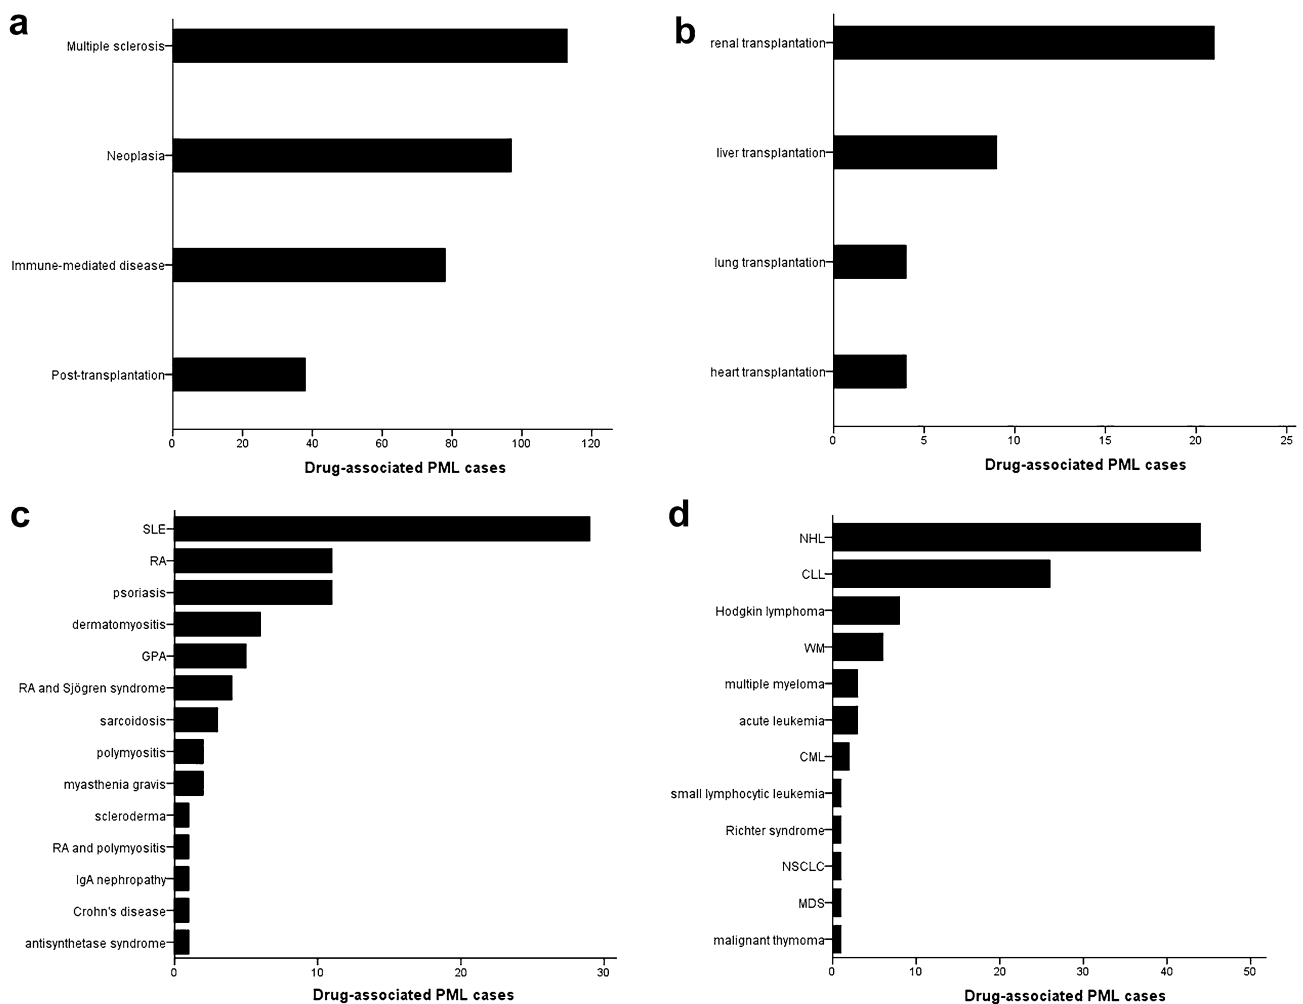 a
Multiple sclerosis
Neoplasia
Immune-mediated disease
Post-transplantation
0 20 40 60 80 100 120
Drug-associated PML cases
b
renal transplantation
liver transplantation
lung transplantation
heart transplantation
0 5 10 15 20 25
Drug-associated PML cases
c
SLE
RA
psoriasis
dermatomyositis
GPA
RA and Sjögren syndrome
sarcoidosis
polymyositis
myasthenia gravis
scleroderma
RA and polymyositis
IgA nephropathy
Crohn's disease
antisynthetase syndrome
0 10 20 30
Drug-associated PML cases
d
NHL
CLL
Hodgkin lymphoma
WM
multiple myeloma
acute leukemia
CML
small lymphocytic leukemia
Richter syndrome
NSCLC
MDS
malignant thymoma
0 10 20 30 40 50
Drug-associated PML cases